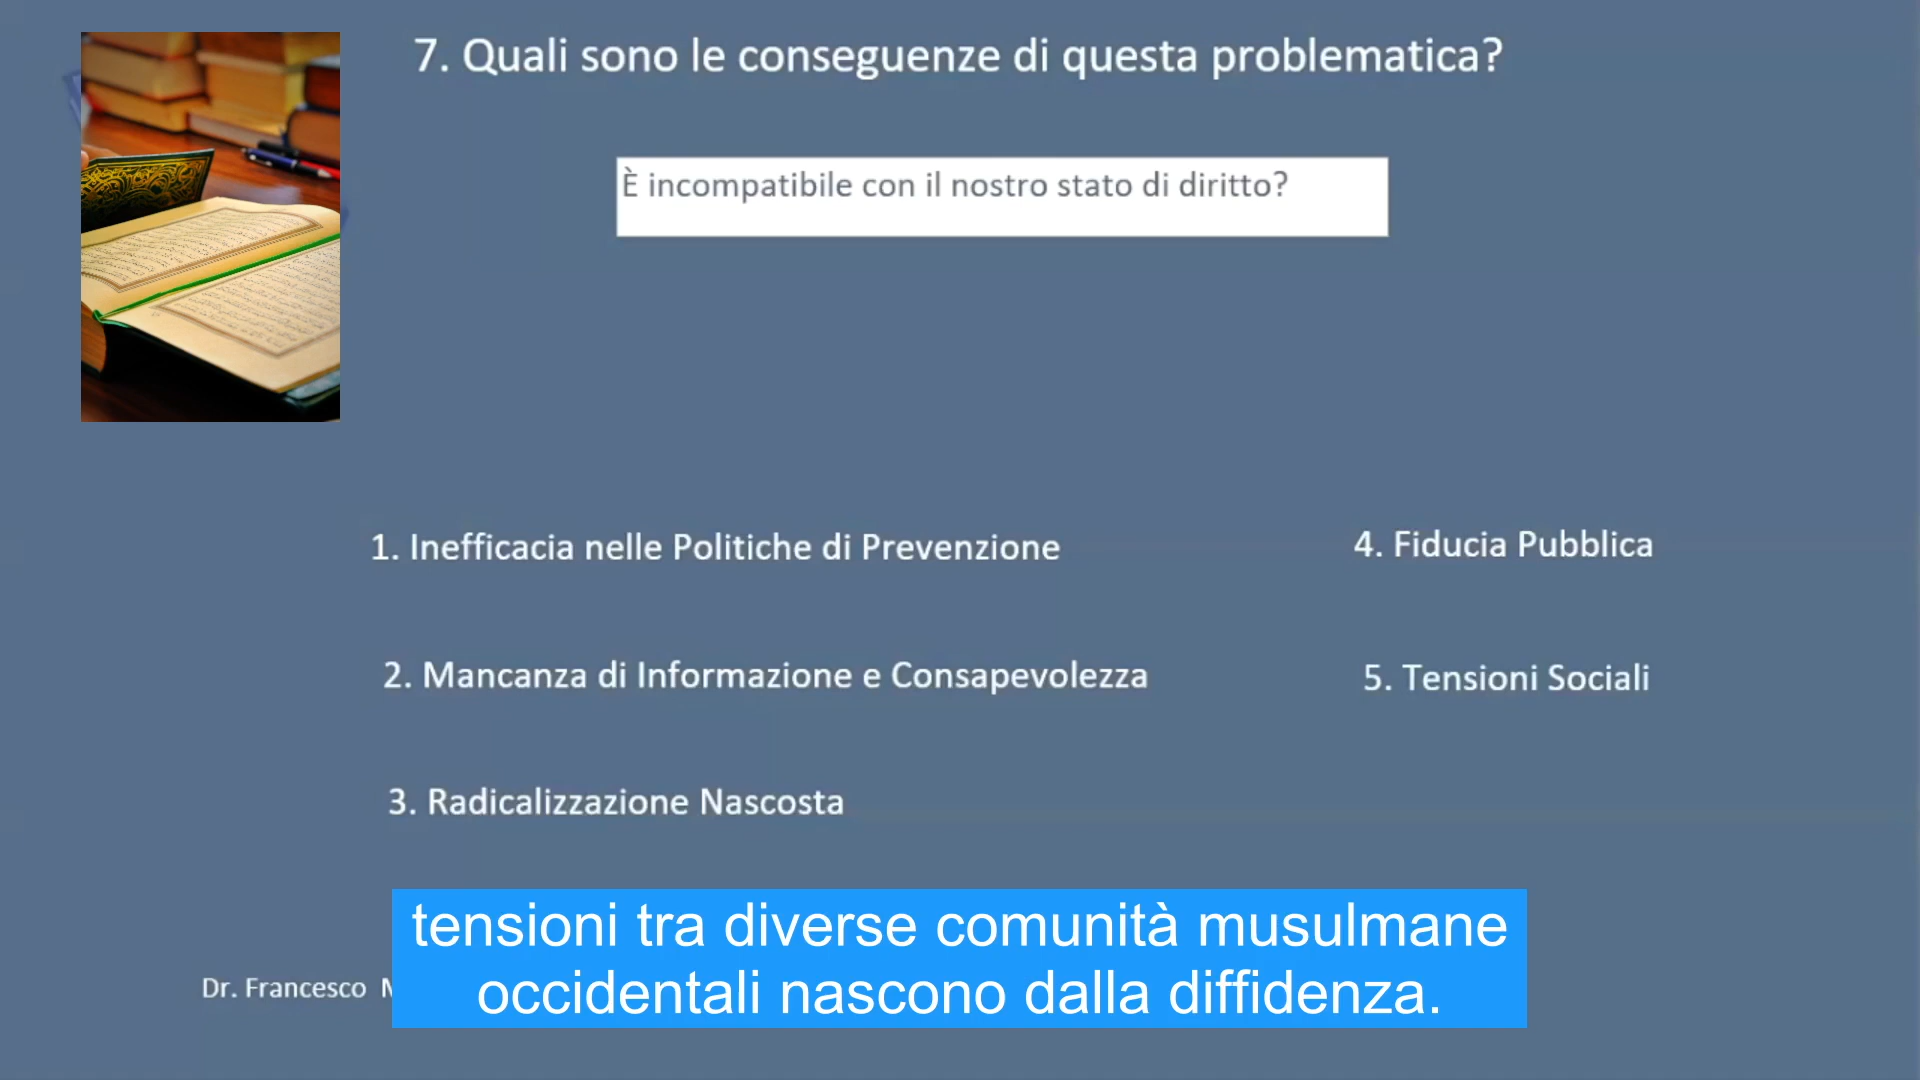 7. Quali sono le conseguenze di questa problematica?
È incompatibile con il nostro stato di diritto?
1. Inefficacia nelle Politiche di Prevenzione
2. Mancanza di Informazione e Consapevolezza
3. Radicalizzazione Nascosta
4. Fiducia Pubblica
5. Tensioni Sociali
tensioni tra diverse comunità musulmane
occidentali nascono dalla diffidenza.
Dr. Francesco